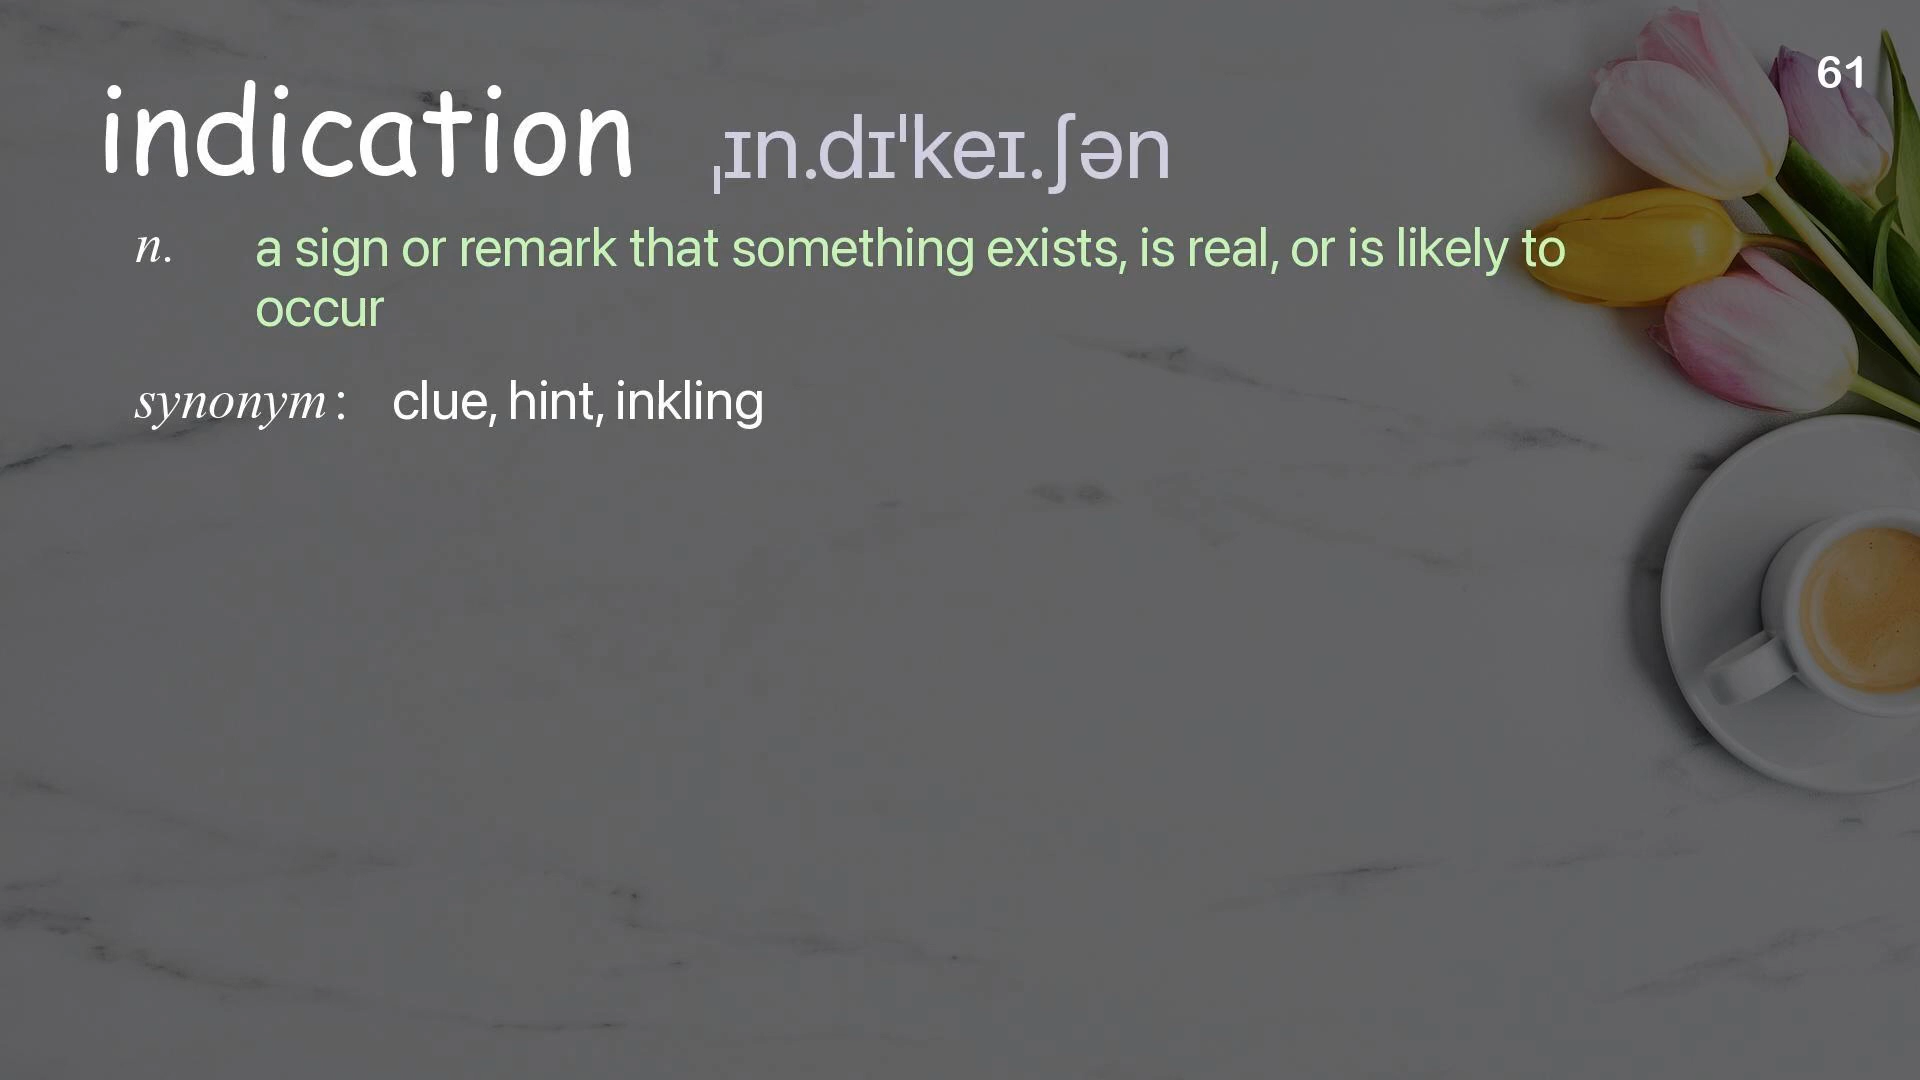 61
indication ˌɪn.dɪˈkeɪ.ʃən
n. a sign or remark that something exists, is real, or is likely to
occur
synonym : clue, hint, inkling